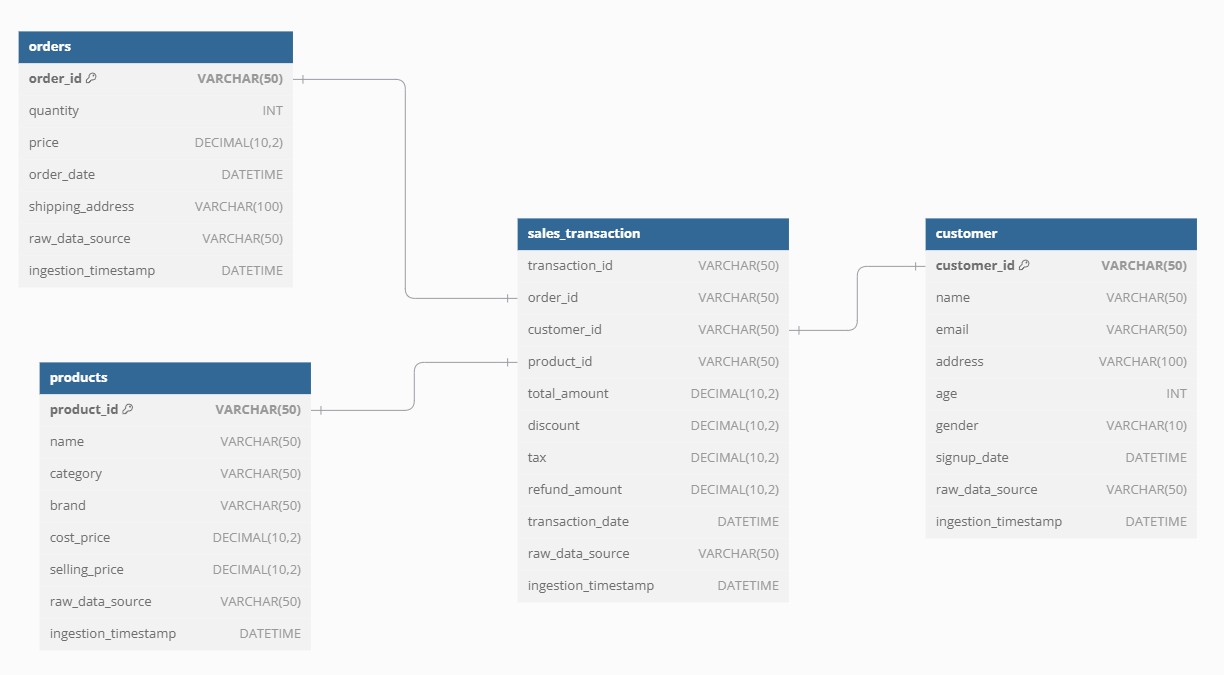 orders
order_id VARCHAR(50)
quantity INT
price DECIMAL(10,2)
order_date DATETIME
shipping_address VARCHAR(100)
raw_data_source VARCHAR(50)
ingestion_timestamp DATETIME
products
product_id VARCHAR(50)
name VARCHAR(50)
category VARCHAR(50)
brand VARCHAR(50)
cost_price DECIMAL(10,2)
selling_price DECIMAL(10,2)
raw_data_source VARCHAR(50)
ingestion_timestamp DATETIME
sales_transaction
transaction_id VARCHAR(50)
order_id VARCHAR(50)
customer_id VARCHAR(50)
product_id VARCHAR(50)
total_amount DECIMAL(10,2)
discount DECIMAL(10,2)
tax DECIMAL(10,2)
refund_amount DECIMAL(10,2)
transaction_date DATETIME
raw_data_source VARCHAR(50)
ingestion_timestamp DATETIME
customer
customer_id VARCHAR(50)
name VARCHAR(50)
email VARCHAR(50)
address VARCHAR(100)
age INT
gender VARCHAR(10)
signup_date DATETIME
raw_data_source VARCHAR(50)
ingestion_timestamp DATETIME